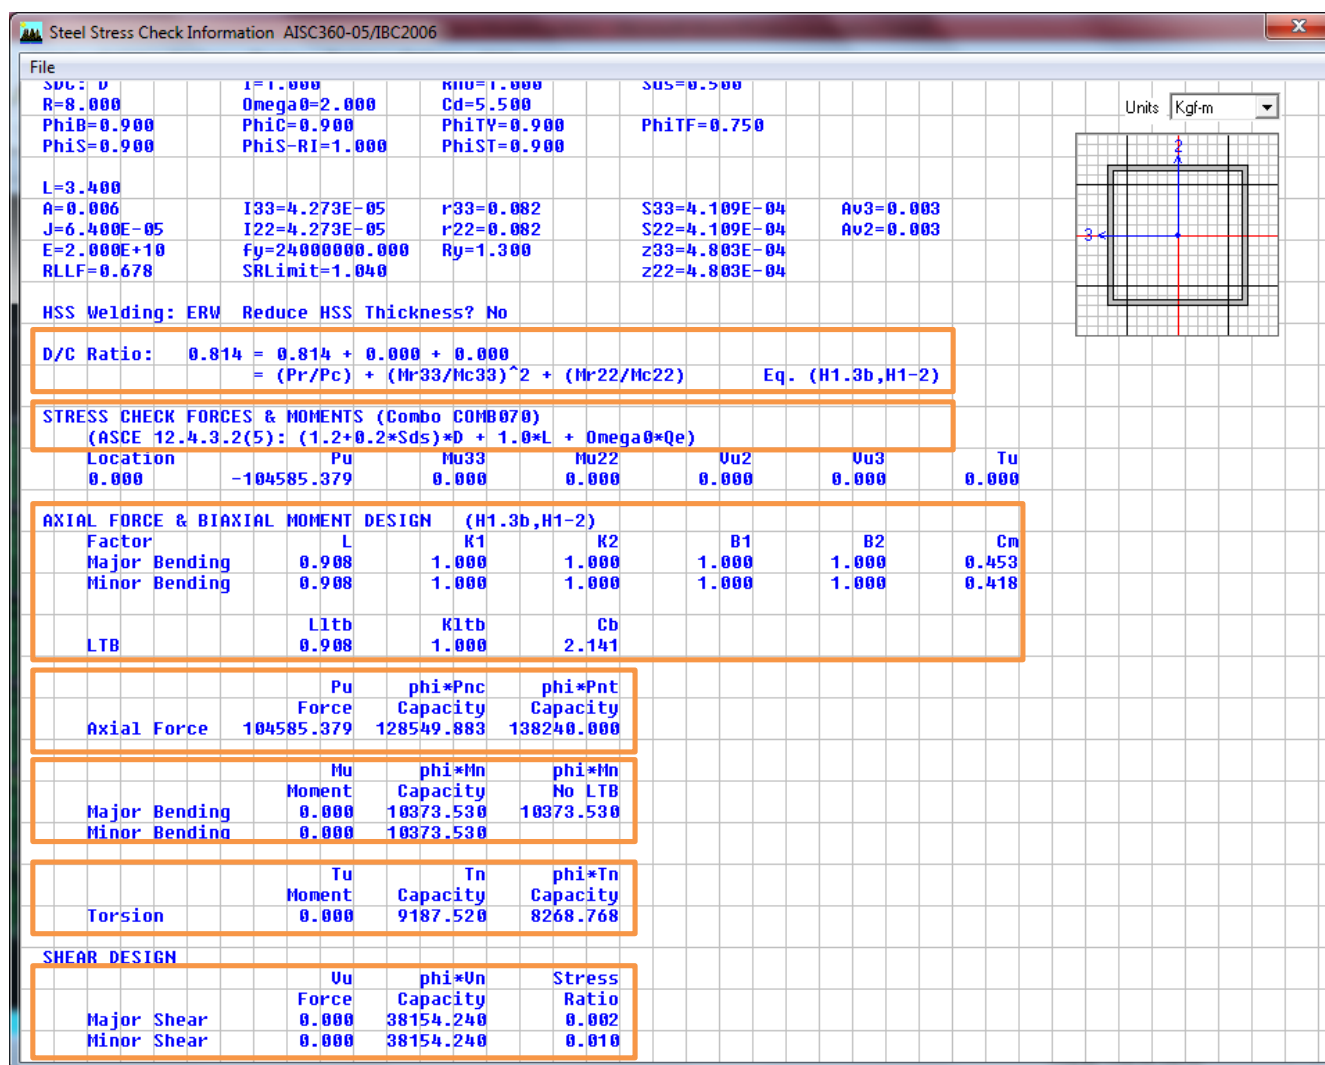 Steel Stress Check Information AISC360-05/IBC2006
File
SDC: D I=1.000 Rho=1.000 Sds=0.500
R=8.000 Omega0=2.000 Cd=5.500
PhiB=0.900 PhiC=0.900 PhiTY=0.900 PhiTF=0.750
PhiS=0.900 PhiS-RI=1.000 PhiST=0.900
Units Kgf-m
2
3
L=3.400
A=0.006 I33=4.273E-05 r33=0.082 S33=4.109E-04 Av3=0.003
J=6.400E-05 I22=4.273E-05 r22=0.082 S22=4.109E-04 Av2=0.003
E=2.000E+10 fy=24000000.000 Ry=1.300 z33=4.803E-04
RLLF=0.678 SRLimit=1.040 z22=4.803E-04
HSS Welding: ERW Reduce HSS Thickness? No
D/C Ratio: 0.814 = 0.814 + 0.000 + 0.000
= (Pr/Pc) + (Mr33/Mc33)^2 + (Mr22/Mc22) Eq. (H1.3b,H1-2)
STRESS CHECK FORCES & MOMENTS (Combo COMB070)
(ASCE 12.4.3.2(5): (1.2+0.2*Sds)*D + 1.0*L + Omega0*Qe)
Location Pu Mu33 Mu22 Vu2 Vu3 Tu
0.000 -104585.379 0.000 0.000 0.000 0.000 0.000
AXIAL FORCE & BIAXIAL MOMENT DESIGN (H1.3b,H1-2)
Factor L K1 K2 B1 B2 Cm
Major Bending 0.908 1.000 1.000 1.000 1.000 0.453
Minor Bending 0.908 1.000 1.000 1.000 1.000 0.418
Lltb Kltb Cb
LTB 0.908 1.000 2.141
Pu phi*Pnc phi*Pnt
Force Capacity Capacity
Axial Force 104585.379 128549.883 138240.000
Mu phi*Mn phi*Mn
Moment Capacity No LTB
Major Bending 0.000 10373.530 10373.530
Minor Bending 0.000 10373.530
Tu Tn phi*Tn
Moment Capacity Capacity
Torsion 0.000 9187.520 8268.768
SHEAR DESIGN
Vu phi*Vn Stress
Force Capacity Ratio
Major Shear 0.000 38154.240 0.002
Minor Shear 0.000 38154.240 0.010